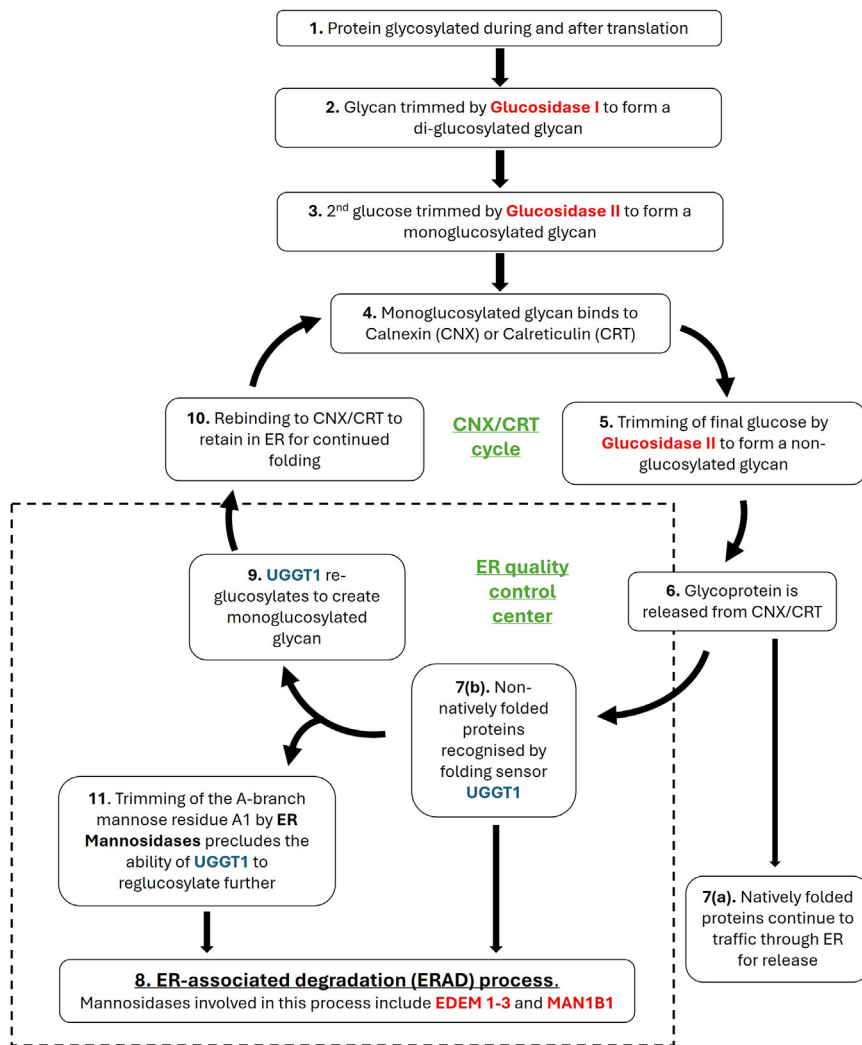 1. Protein glycosylated during and after translation
2. Glycan trimmed by Glucosidase I to form a
di-glucosylated glycan
3. 2nd glucose trimmed by Glucosidase II to form a
monoglucosylated glycan
4. Monoglucosylated glycan binds to
Calnexin (CNX) or Calreticulin (CRT)
10. Rebinding to CNX/CRT to
retain in ER for continued
folding
CNX/CRT
cycle
5. Trimming of final glucose by
Glucosidase II to form a non-
glucosylated glycan
9. UGGT1 re-
glucosylates to create
monoglucosylated
glycan
ER quality
control
center
6. Glycoprotein is
released from CNX/CRT
7(b). Non-
natively folded
proteins
recognised by
folding sensor
UGGT1
11. Trimming of the A-branch
mannose residue A1 by ER
Mannosidases precludes the
ability of UGGT1 to
reglucosylate further
7(a). Natively folded
proteins continue to
traffic through ER
for release
8. ER-associated degradation (ERAD) process.
Mannosidases involved in this process include EDEM 1-3 and MAN1B1